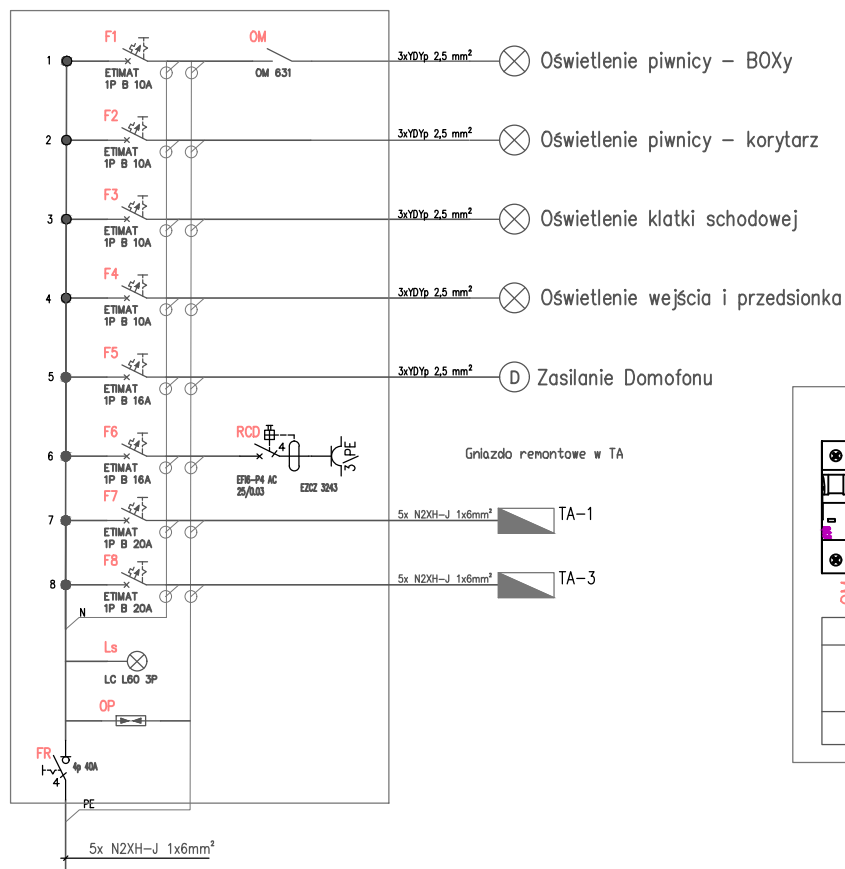 F1
OM
1
ETIMAT
1P B 10A
OM 631
3xYDYp 2,5 mm²
Oświetlenie piwnicy – BOXy
F2
2
ETIMAT
1P B 10A
3xYDYp 2,5 mm²
Oświetlenie piwnicy – korytarz
F3
3
ETIMAT
1P B 10A
3xYDYp 2,5 mm²
Oświetlenie klatki schodowej
F4
4
ETIMAT
1P B 10A
3xYDYp 2,5 mm²
Oświetlenie wejścia i przedsionka
F5
5
ETIMAT
1P B 16A
3xYDYp 2,5 mm²
D
Zasilanie Domofonu
F6
6
ETIMAT
1P B 16A
RCD
4
EFI6-P4 AC
25/0.03
EZCZ 3243
3/PE
Gniazdo remontowe w TA
F7
7
ETIMAT
1P B 20A
5x N2XH-J 1x6mm²
TA-1
F8
8
ETIMAT
1P B 20A
5x N2XH-J 1x6mm²
TA-3
N
Ls
LC L60 3P
OP
FR
4p 40A
4
PE
5x N2XH-J 1x6mm²
OM